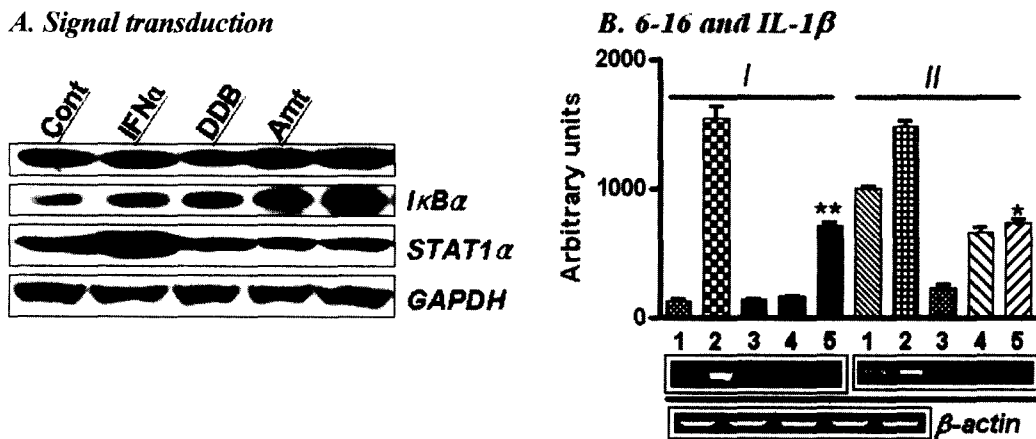 A. Signal transduction
Cont IFNα DDB Amt
IκBα
STAT1α
GAPDH
B. 6-16 and IL-1β
2000
1000
0
Arbitrary units
I II
** *
1 2 3 4 5 1 2 3 4 5
β-actin